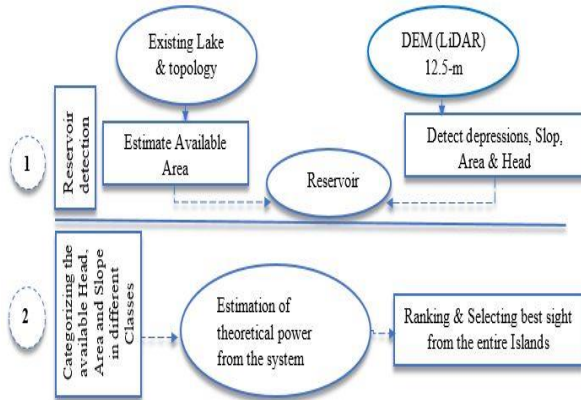 Existing Lake
& topology
DEM (LiDAR)
12.5-m
1
Reservoir
detection
Estimate Available
Area
Detect depressions, Slop,
Area & Head
Reservoir
2
Categorizing the
available Head,
Area and Slope
in different
Classes
Estimation of
theoretical power
from the system
Ranking & Selecting best sight
from the entire Islands